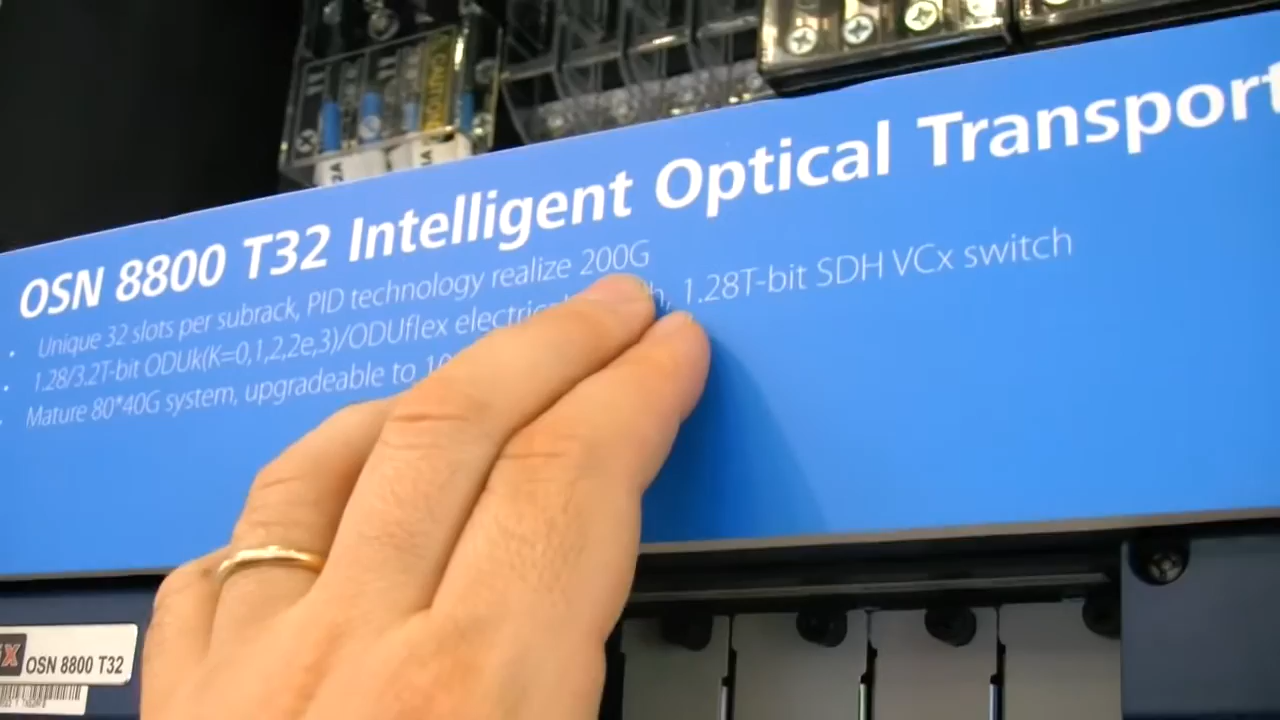 CAUTION
OSN 8800 T32 Intelligent Optical Transport
Unique 32 slots per subrack, PID technology realize 200G
1.28/3.2T-bit ODUk(K=0,1,2,2e,3)/ODUflex 1.28T-bit SDH VCx switch
Mature 80*40G system, upgradeable to
OSN 8800 T32